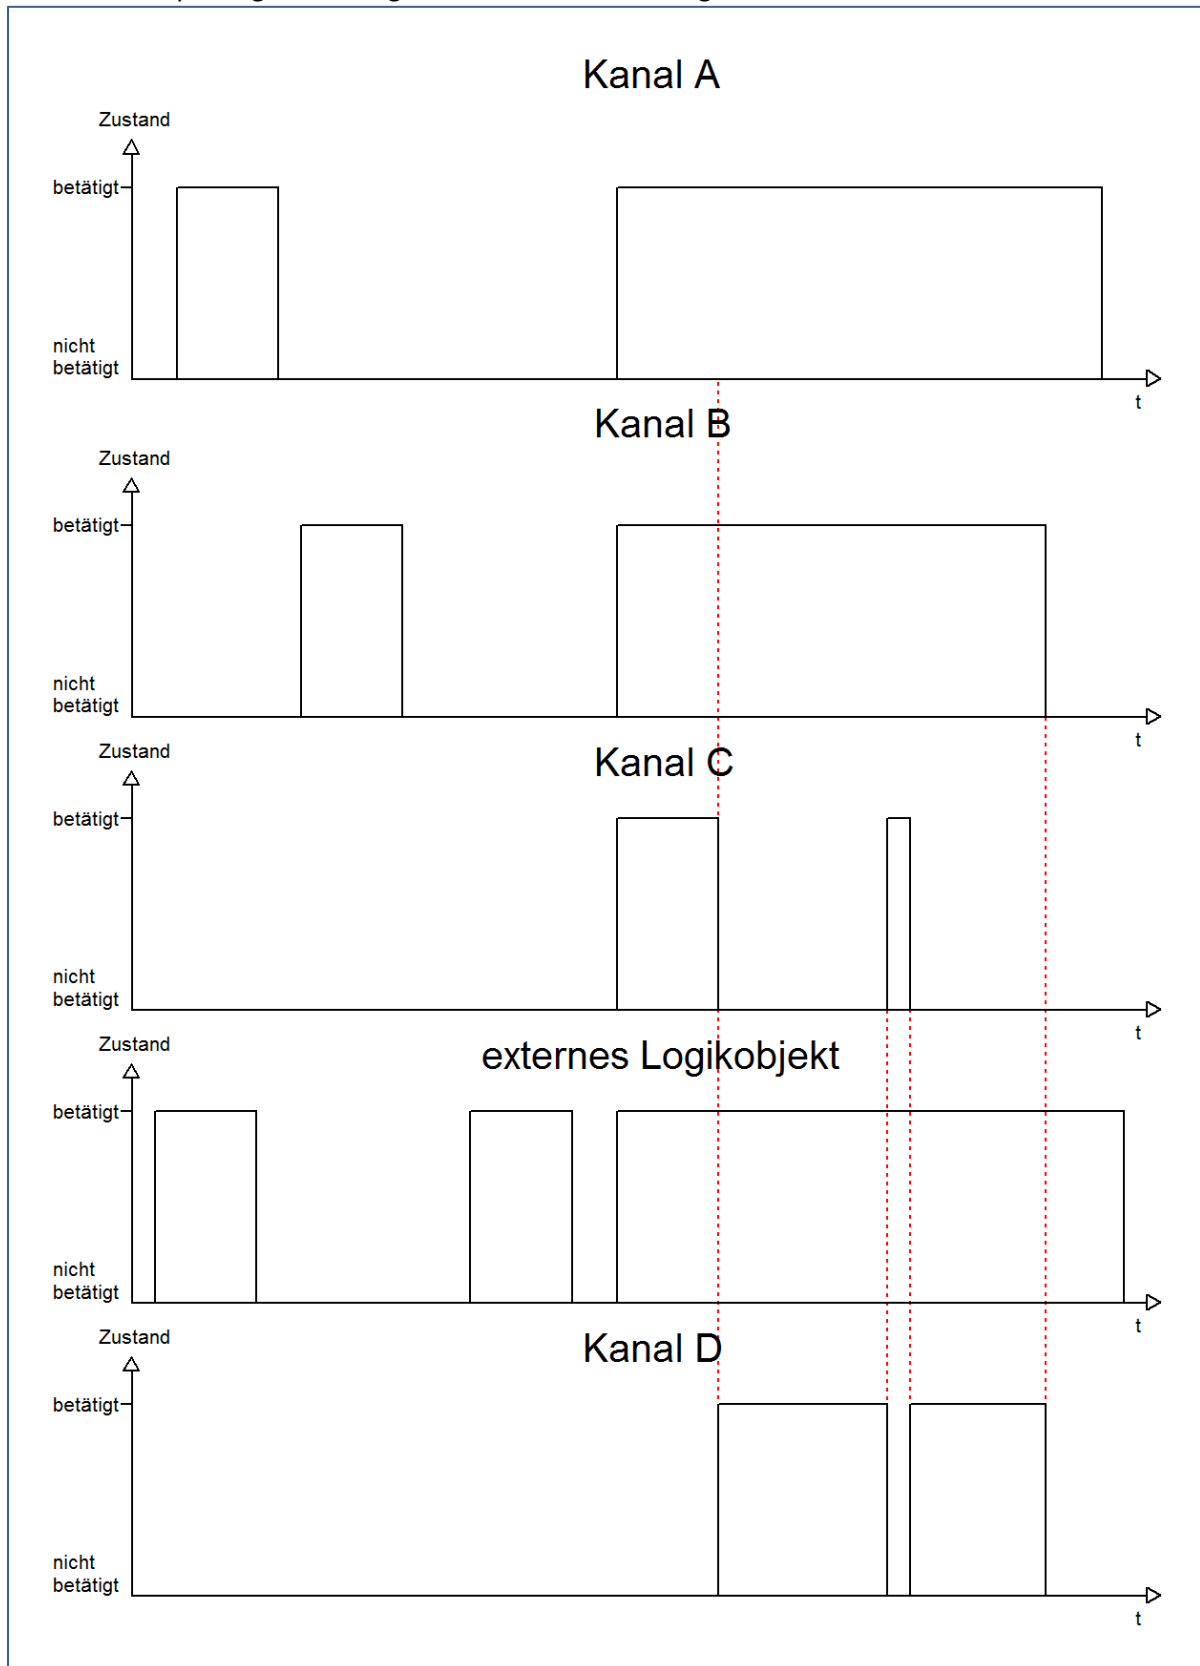 Kanal A
Zustand
betätigt
nicht
betätigt
t
Kanal B
Zustand
betätigt
nicht
betätigt
t
Kanal C
Zustand
betätigt
nicht
betätigt
t
externes Logikobjekt
Zustand
betätigt
nicht
betätigt
t
Kanal D
Zustand
betätigt
nicht
betätigt
t